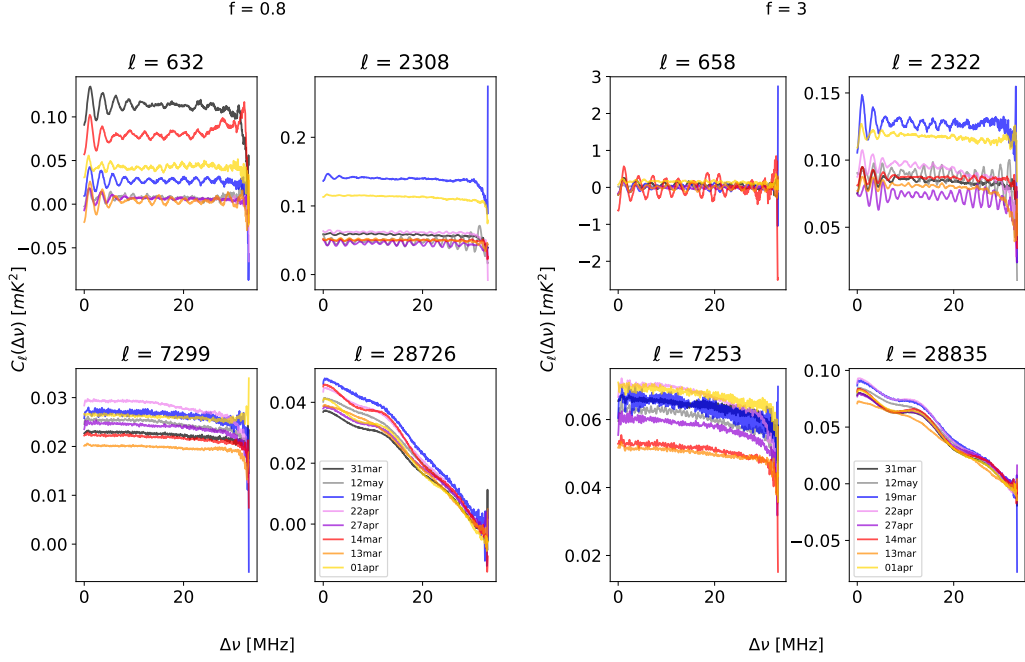 f = 0.8
f = 3
ℓ = 632
ℓ = 2308
ℓ = 658
ℓ = 2322
0.10
0.05
0.00
−0.05
0
20
0.2
0.1
0.0
0
20
3
2
1
0
−1
−2
0
20
0.15
0.10
0.05
0
20
C_ℓ(Δν) [mK²]
C_ℓ(Δν) [mK²]
ℓ = 7299
ℓ = 28726
ℓ = 7253
ℓ = 28835
0.03
0.02
0.01
0.00
0
20
0.04
0.02
0.00
31mar
12may
19mar
22apr
27apr
14mar
13mar
01apr
0
20
0.06
0.04
0.02
0
20
0.10
0.05
0.00
−0.05
31mar
12may
19mar
22apr
27apr
14mar
13mar
01apr
0
20
Δν [MHz]
Δν [MHz]